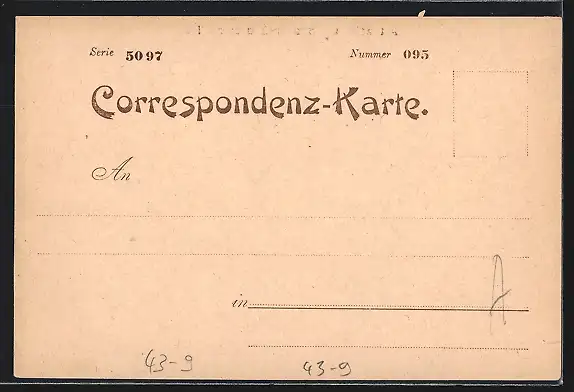 Serie 5097 Nummer 095
Correspondenz-Karte.
An
in
A
43-9 43-9